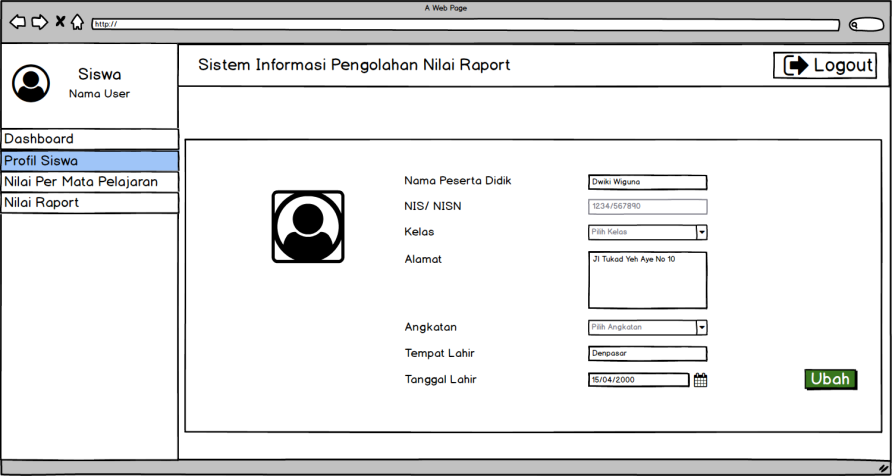 A Web Page
http://
Siswa
Nama User
Sistem Informasi Pengolahan Nilai Raport
Logout
Dashboard
Profil Siswa
Nilai Per Mata Pelajaran
Nilai Raport
Nama Peserta Didik
Dwiki Wiguna
NIS/ NISN
1234/567890
Kelas
Pilih Kelas
Alamat
Jl Tukad Yeh Aye No 10
Angkatan
Pilih Angkatan
Tempat Lahir
Denpasar
Tanggal Lahir
15/04/2000
Ubah